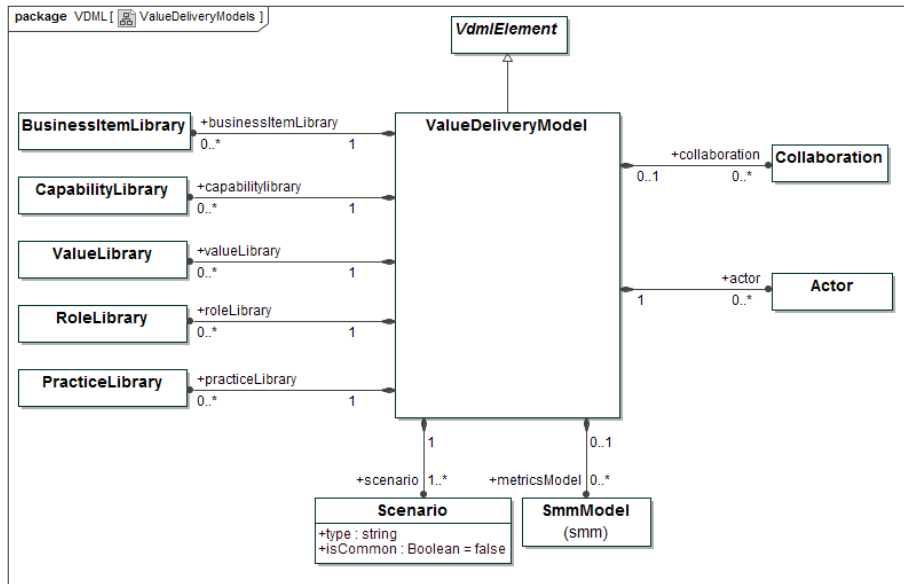 package VDML [ ValueDeliveryModels ]
VdmlElement
ValueDeliveryModel
BusinessItemLibrary
+businessItemLibrary
0..*
1
CapabilityLibrary
+capabilitylibrary
0..*
1
ValueLibrary
+valueLibrary
0..*
1
RoleLibrary
+roleLibrary
0..*
1
PracticeLibrary
+practiceLibrary
0..*
1
+collaboration
0..1
0..*
Collaboration
+actor
1
0..*
Actor
1
+scenario
1..*
Scenario
+type : string
+isCommon : Boolean = false
0..1
+metricsModel
0..*
SmmModel
(smm)